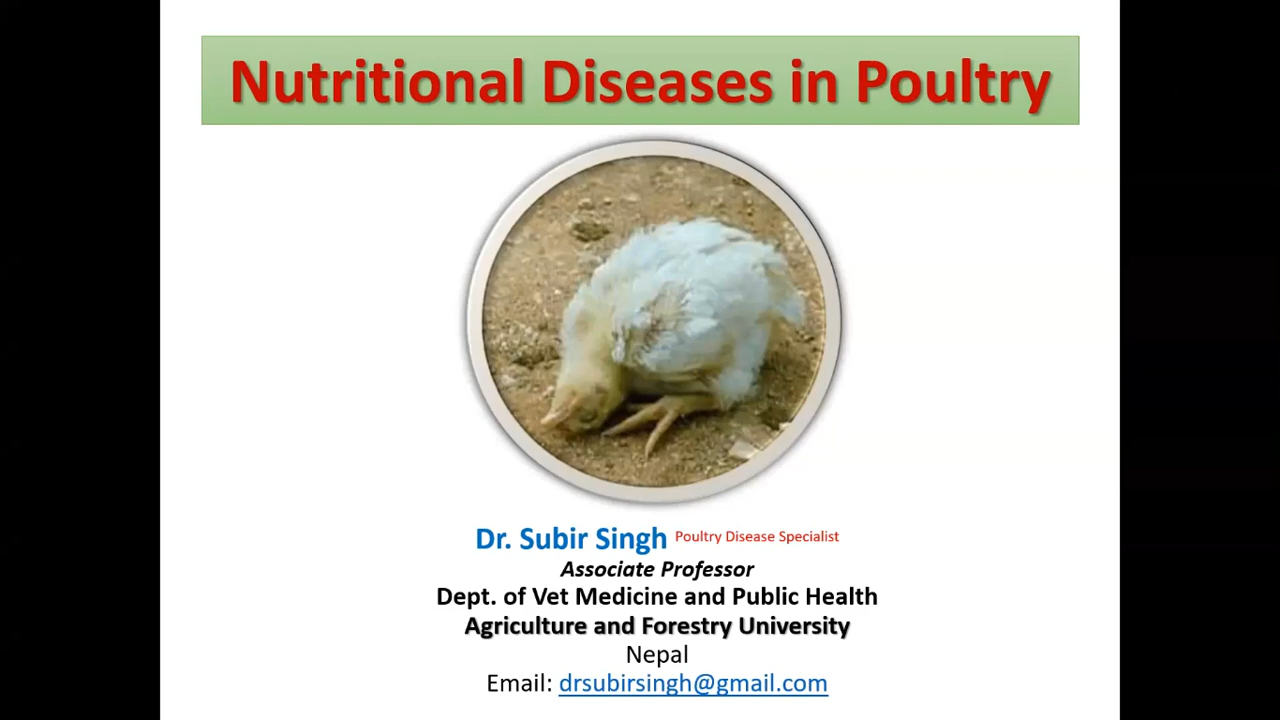 Nutritional Diseases in Poultry
Dr. Subir Singh Poultry Disease Specialist
Associate Professor
Dept. of Vet Medicine and Public Health
Agriculture and Forestry University
Nepal
Email: drsubirsingh@gmail.com